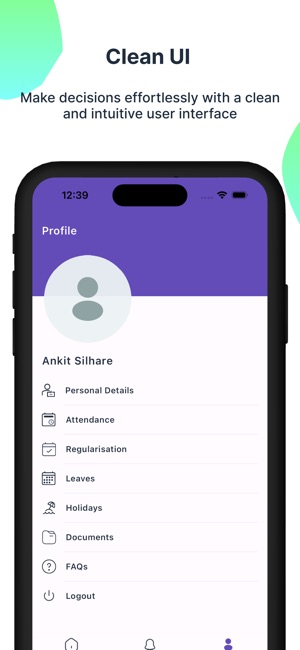 Clean UI
Make decisions effortlessly with a clean
and intuitive user interface
12:39
Profile
Ankit Silhare
Personal Details
Attendance
Regularisation
Leaves
Holidays
Documents
FAQs
Logout